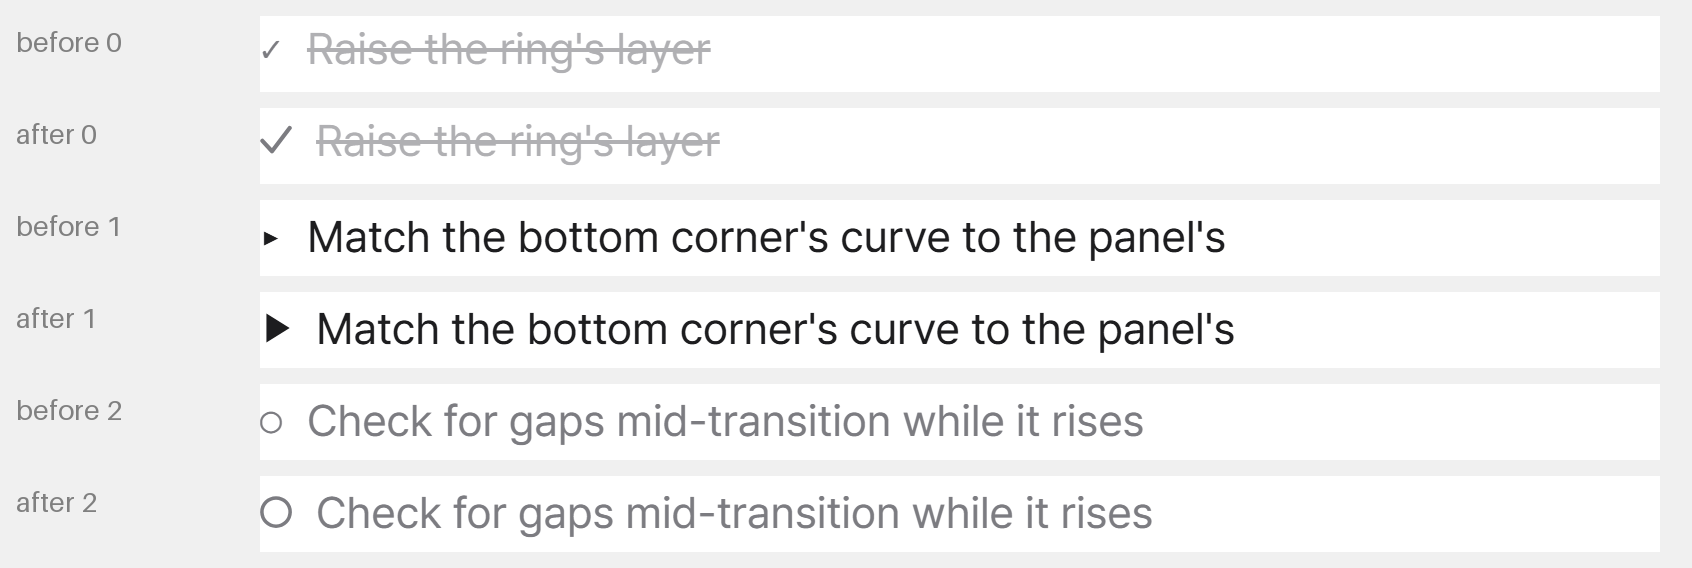 before 0
✓ Raise the ring's layer
after 0
✓ Raise the ring's layer
before 1
▸ Match the bottom corner's curve to the panel's
after 1
▶ Match the bottom corner's curve to the panel's
before 2
○ Check for gaps mid-transition while it rises
after 2
○ Check for gaps mid-transition while it rises